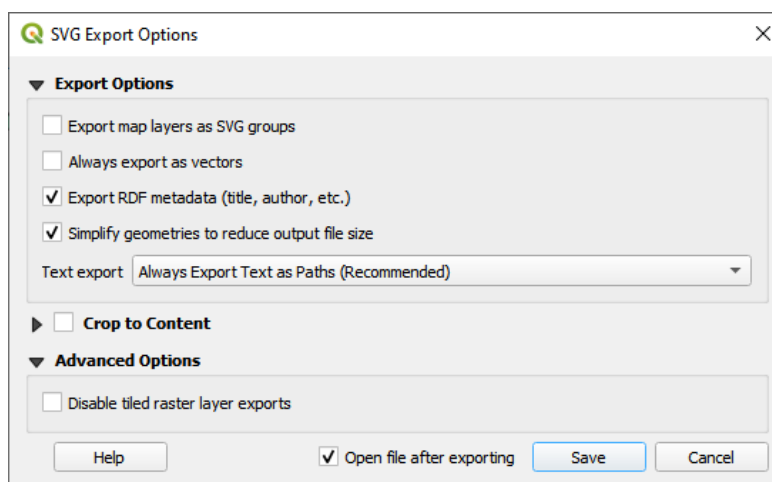 SVG Export Options
Export Options
Export map layers as SVG groups
Always export as vectors
Export RDF metadata (title, author, etc.)
Simplify geometries to reduce output file size
Text export Always Export Text as Paths (Recommended)
Crop to Content
Advanced Options
Disable tiled raster layer exports
Help Open file after exporting Save Cancel